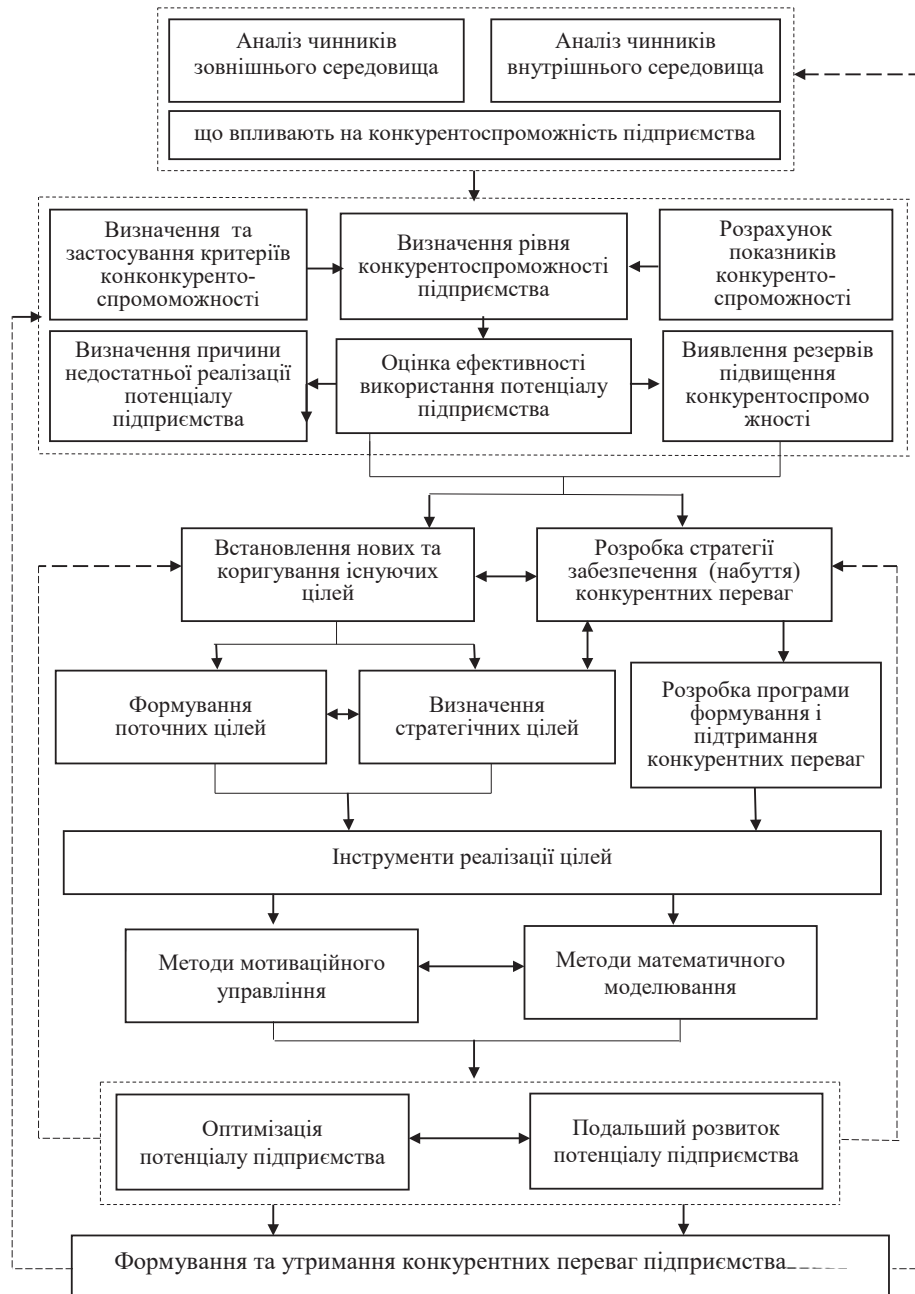 Аналіз чинників
зовнішнього середовища
Аналіз чинників
внутрішнього середовища
що впливають на конкурентоспроможність підприємства
Визначення та
застосування критеріїв
конконкуренто-
спромоможності
Визначення рівня
конкурентоспроможності
підприємства
Розрахунок
показників
конкуренто-
спроможності
Визначення причини
недостатньої реалізації
потенціалу
підприємства
Оцінка ефективності
використання потенціалу
підприємства
Виявлення резервів
підвищення
конкурентоспромо
жності
Встановлення нових та
коригування існуючих
цілей
Розробка стратегії
забезпечення (набуття)
конкурентних переваг
Формування
поточних цілей
Визначення
стратегічних цілей
Розробка програми
формування і
підтримання
конкурентних переваг
Інструменти реалізації цілей
Методи мотиваційного
управління
Методи математичного
моделювання
Оптимізація
потенціалу підприємства
Подальший розвиток
потенціалу підприємства
Формування та утримання конкурентних переваг підприємства